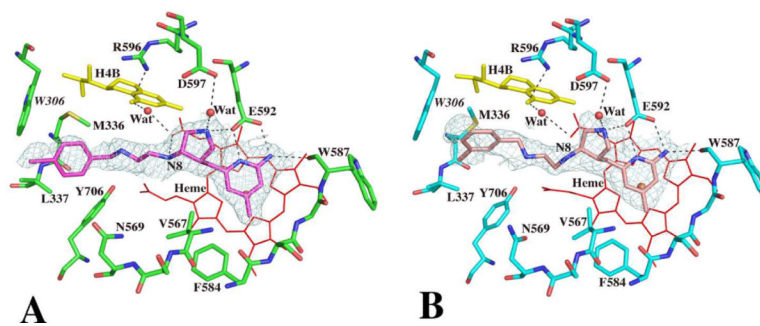 R596
H4B
D597
Wat
Wat
E592
W306
M336
N8
W587
Heme
L337
Y706
N569
V567
F584
A
R596
H4B
D597
Wat
Wat
E592
W306
M336
N8
W587
Heme
L337
Y706
N569
V567
F584
B